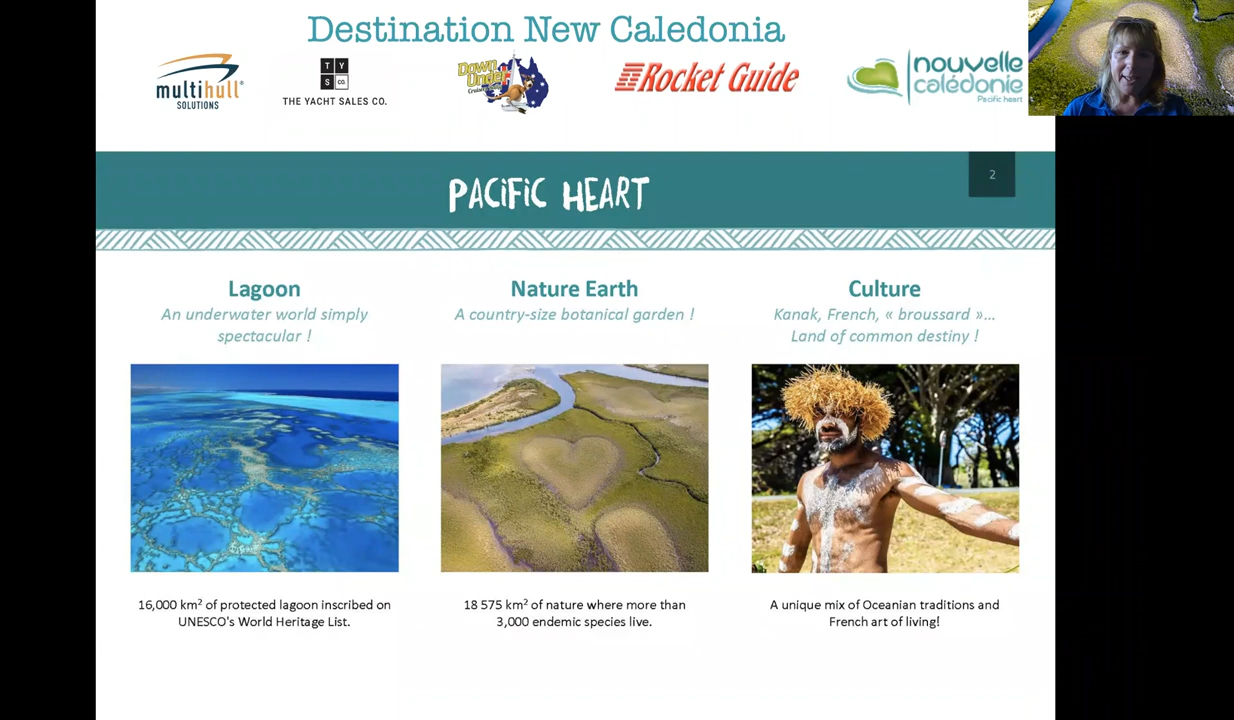 Destination New Caledonia
multihull®
SOLUTIONS
T Y
S CO.
THE YACHT SALES CO.
Down
Under
Rocket Guide
nouvelle
calédonie
Pacific heart
PACIFIC HEART
2
Lagoon
An underwater world simply
spectacular !
Nature Earth
A country-size botanical garden !
Culture
Kanak, French, « broussard »...
Land of common destiny !
16,000 km² of protected lagoon inscribed on
UNESCO's World Heritage List.
18 575 km² of nature where more than
3,000 endemic species live.
A unique mix of Oceanian traditions and
French art of living!